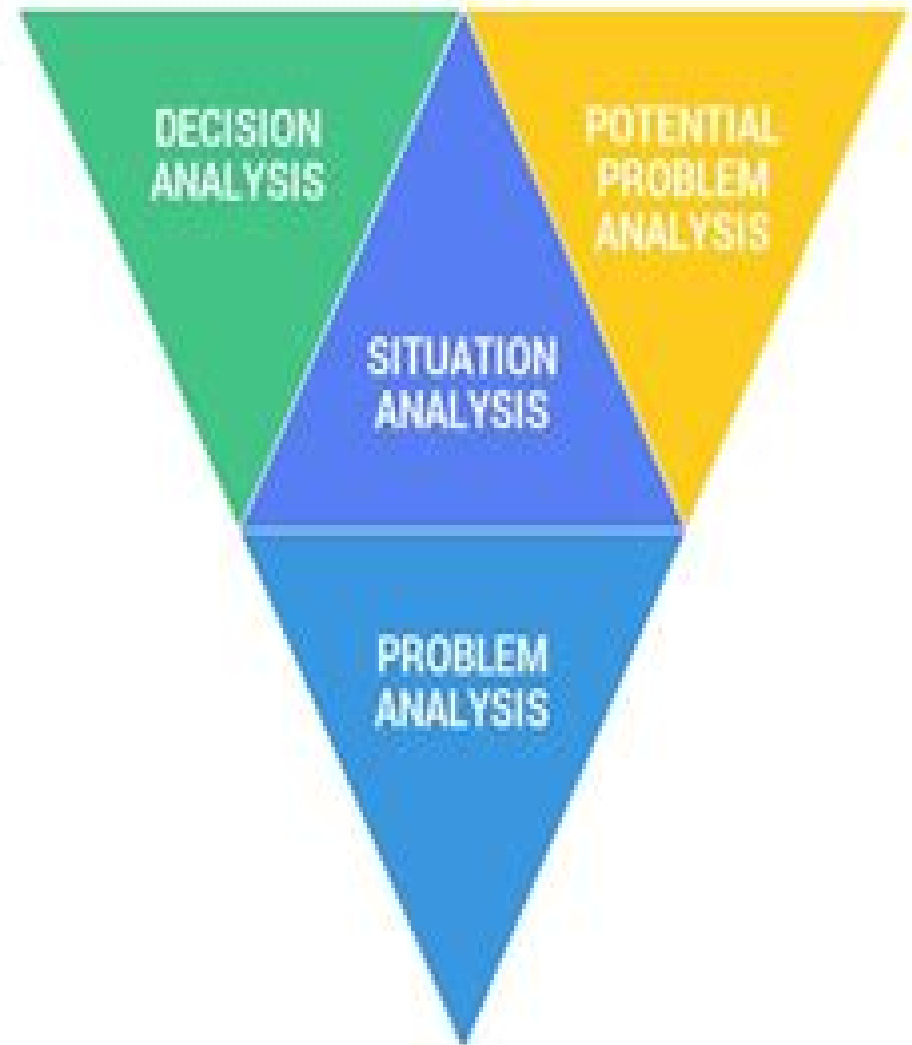 DECISION
ANALYSIS
POTENTIAL
PROBLEM
ANALYSIS
SITUATION
ANALYSIS
PROBLEM
ANALYSIS